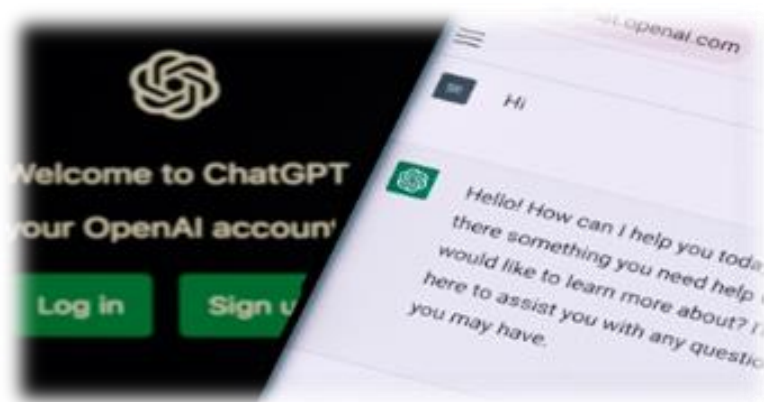 Welcome to ChatGPT
your OpenAI account
Log in
Sign u
t.openai.com
Hi
Hello! How can I help you toda
there something you need help
would like to learn more about? I
here to assist you with any questio
you may have.